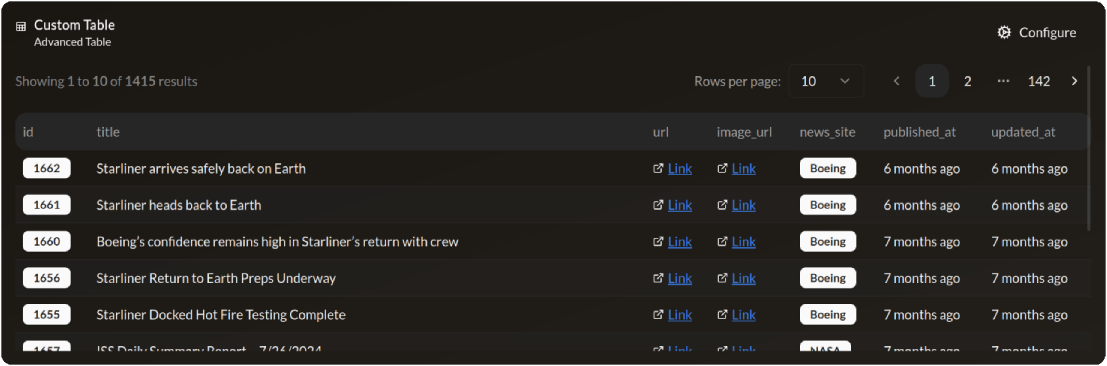 Custom Table
Advanced Table
Configure
Showing 1 to 10 of 1415 results
Rows per page: 10 1 2 ... 142
id title url image_url news_site published_at updated_at
1662 Starliner arrives safely back on Earth Link Link Boeing 6 months ago 6 months ago
1661 Starliner heads back to Earth Link Link Boeing 6 months ago 6 months ago
1660 Boeing’s confidence remains high in Starliner’s return with crew Link Link Boeing 7 months ago 7 months ago
1656 Starliner Return to Earth Preps Underway Link Link Boeing 7 months ago 7 months ago
1655 Starliner Docked Hot Fire Testing Complete Link Link Boeing 7 months ago 7 months ago
1657 ISS Daily Summary Report – 7/26/2024 Link Link NASA 7 months ago 7 months ago